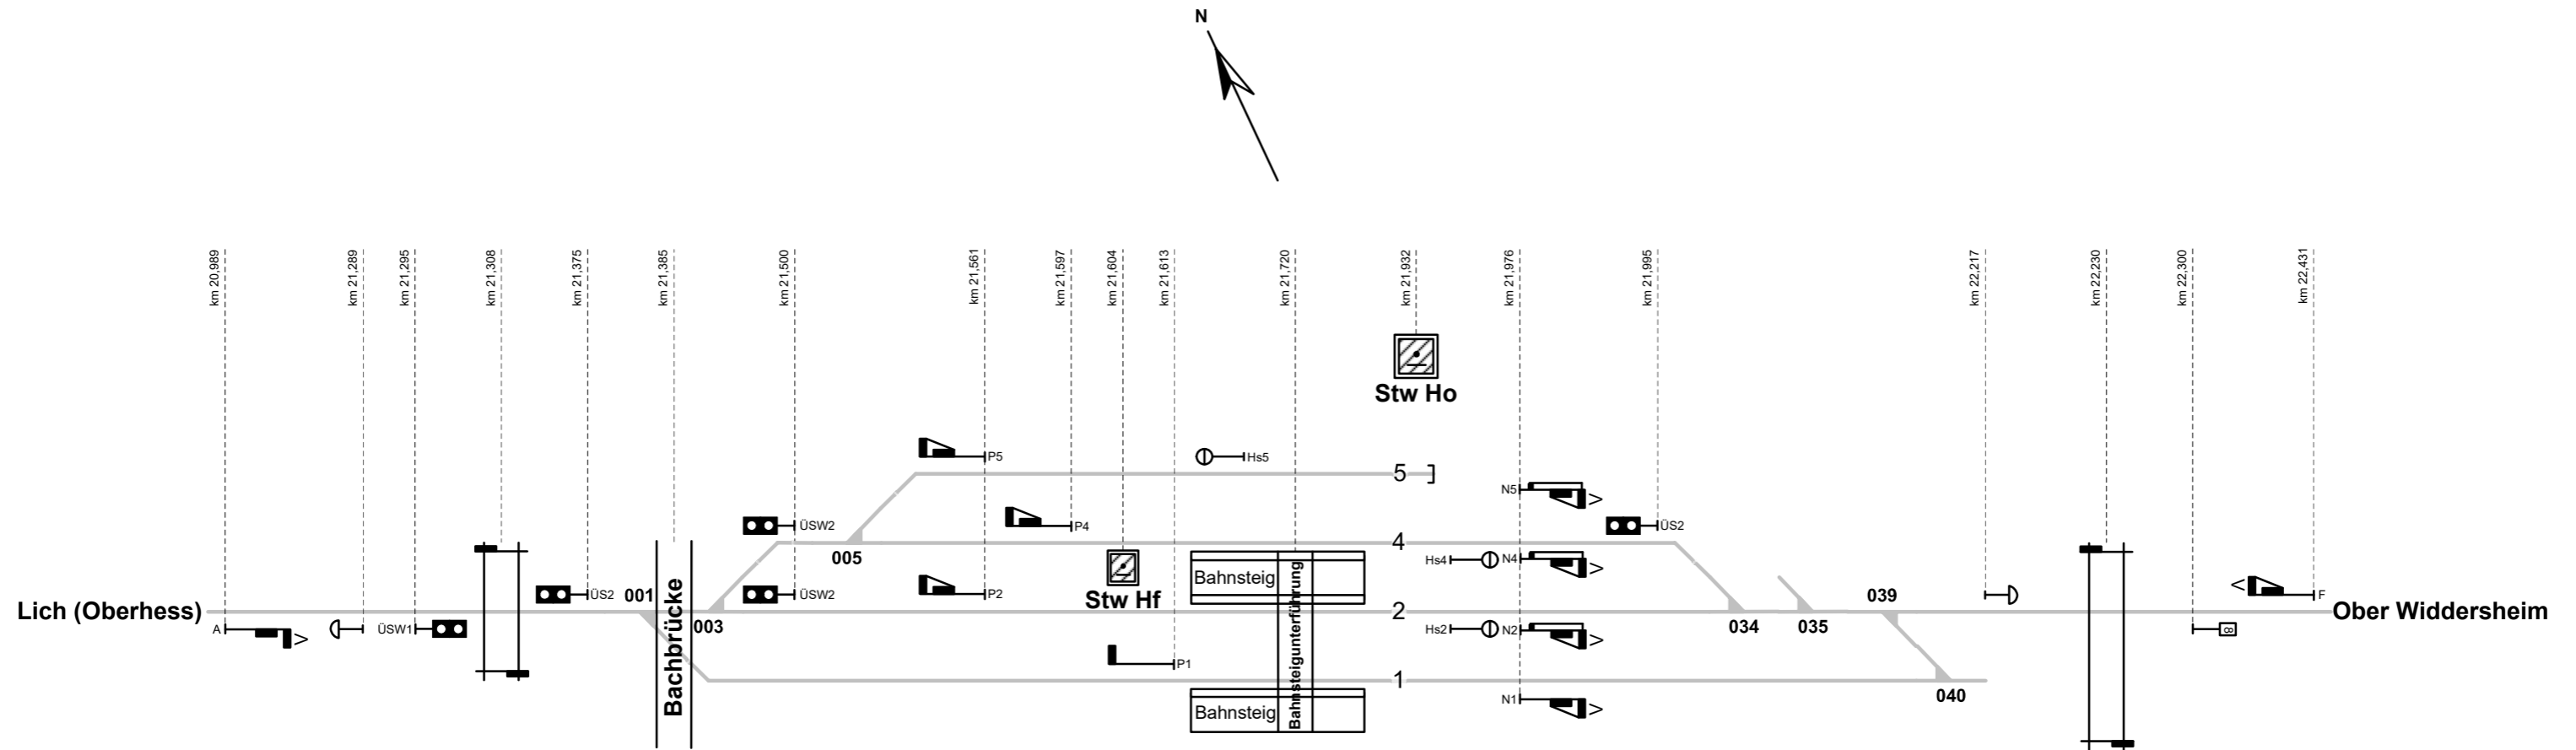 N
km 20,989
km 21,289
km 21,295
km 21,308
km 21,375
km 21,385
km 21,500
km 21,561
km 21,597
km 21,604
km 21,613
km 21,720
km 21,932
km 21,976
km 21,995
km 22,217
km 22,230
km 22,300
km 22,431
Stw Ho
P5
Hs5
5
N5
ÜSW2
P4
ÜS2
4
005
Hs4
N4
Bahnsteig
Bahnsteigunterführung
ÜS2
001
Bachbrücke
ÜSW2
P2
Stw Hf
039
F
Lich (Oberhess)
2
Ober Widdersheim
A
ÜSW1
003
Hs2
N2
034
035
8
P1
1
040
N1
Bahnsteig